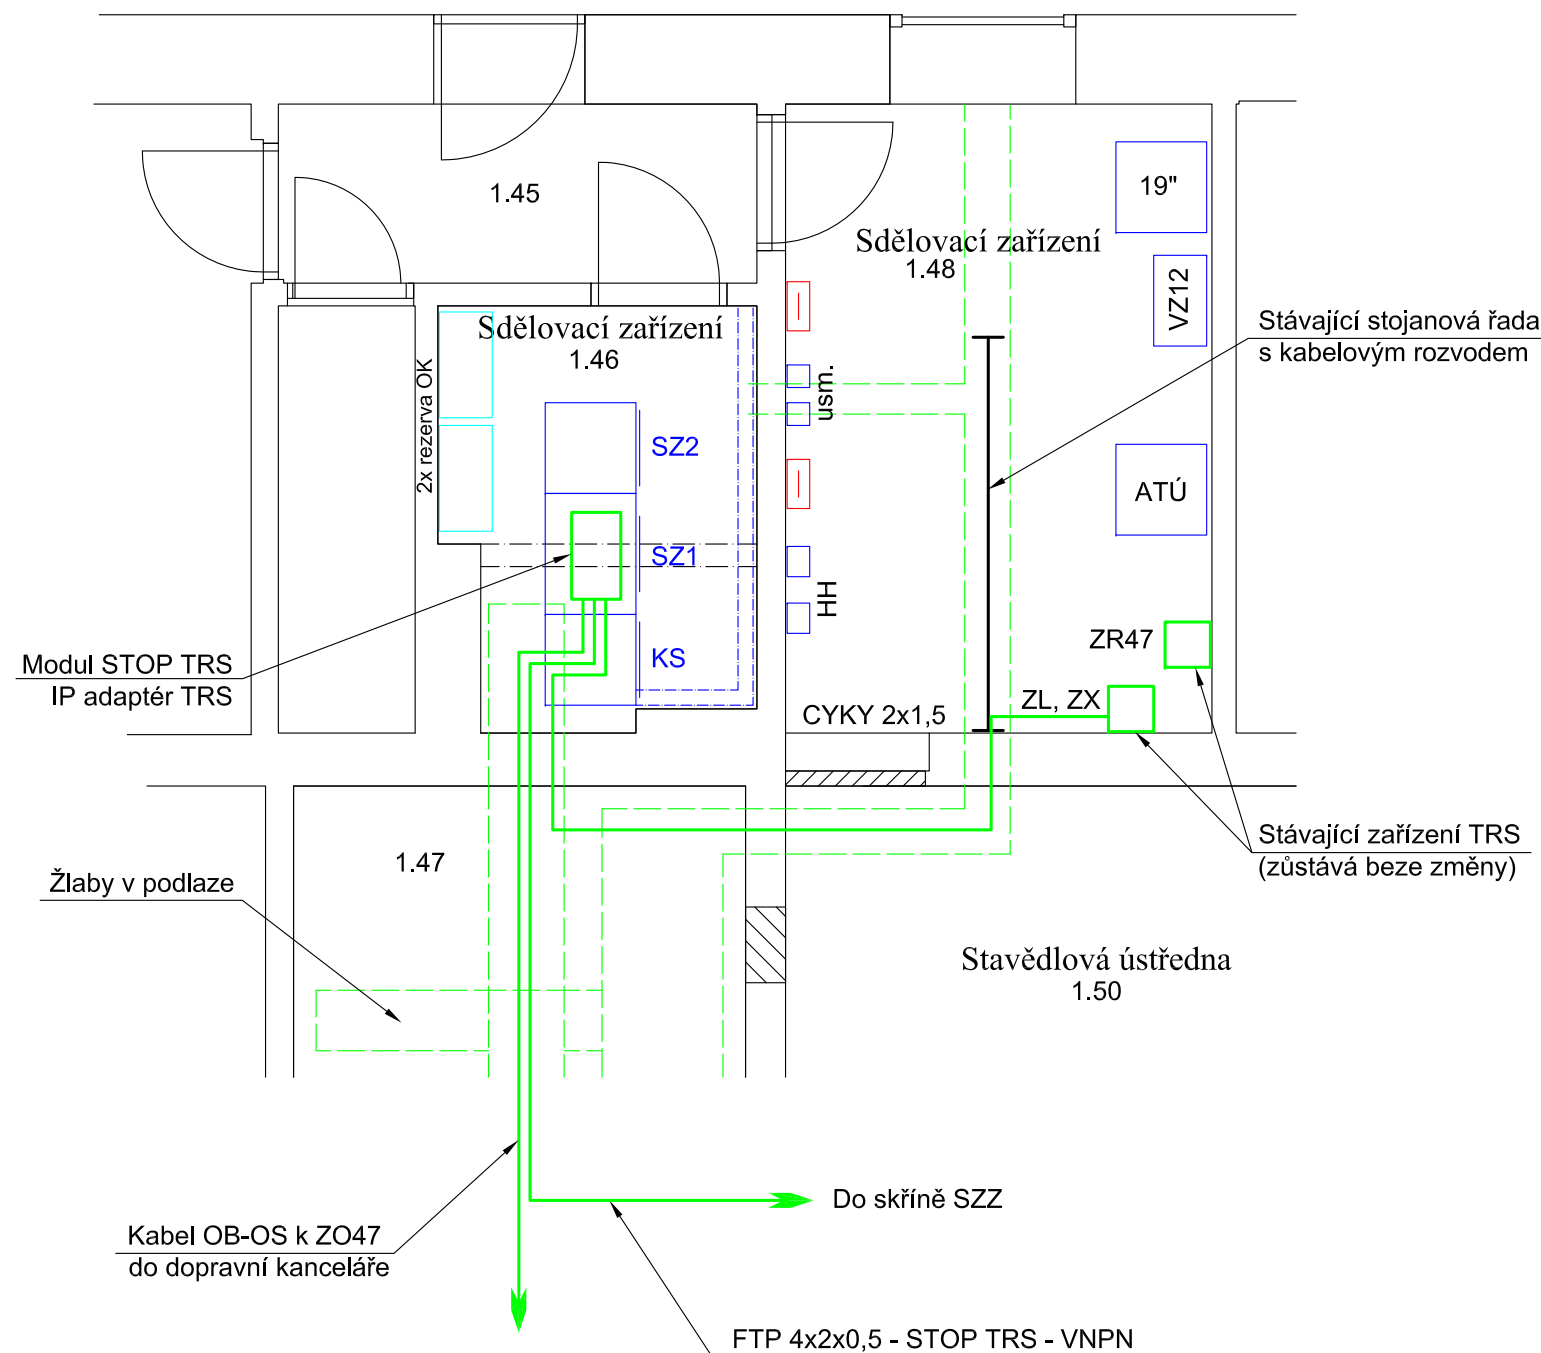 1.45
19"
Sdělovací zařízení
1.48
VZ12
Stávající stojanová řada
s kabelovým rozvodem
Sdělovací zařízení
1.46
2x rezerva OK
usm.
SZ2
ATÚ
SZ1
HH
KS
ZR47
Modul STOP TRS
IP adaptér TRS
ZL, ZX
CYKY 2x1,5
Stávající zařízení TRS
(zůstává beze změny)
1.47
Žlaby v podlaze
Stavědlová ústředna
1.50
Do skříně SZZ
Kabel OB-OS k ZO47
do dopravní kanceláře
FTP 4x2x0,5 - STOP TRS - VNPN